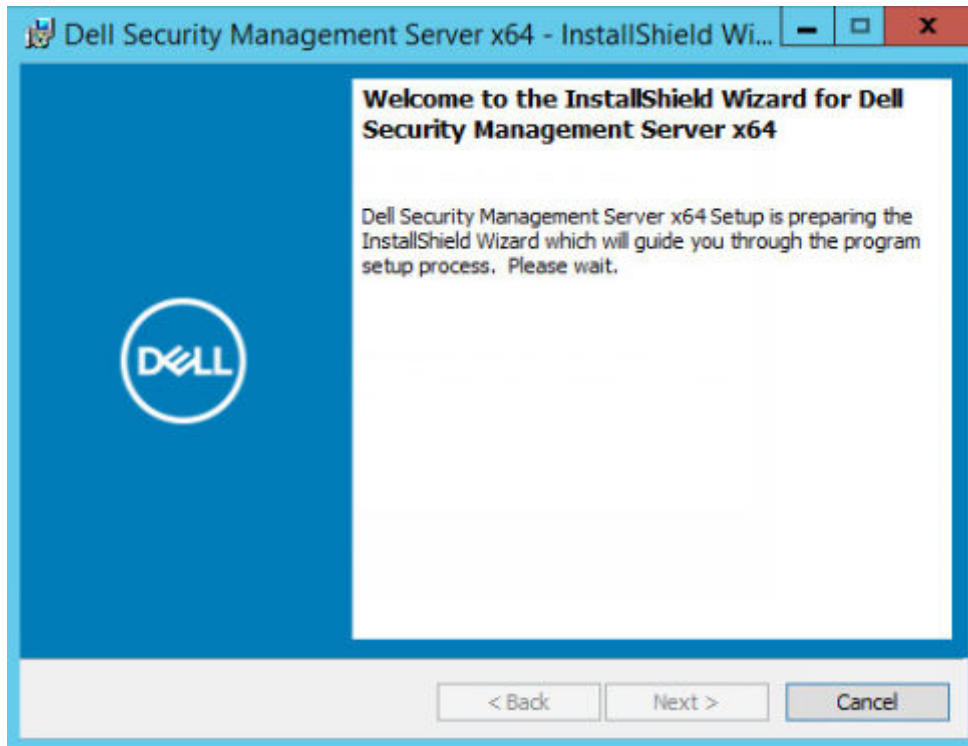 Dell Security Management Server x64 - InstallShield Wi...
Welcome to the InstallShield Wizard for Dell
Security Management Server x64
Dell Security Management Server x64 Setup is preparing the
InstallShield Wizard which will guide you through the program
setup process. Please wait.
DELL
< Back
Next >
Cancel